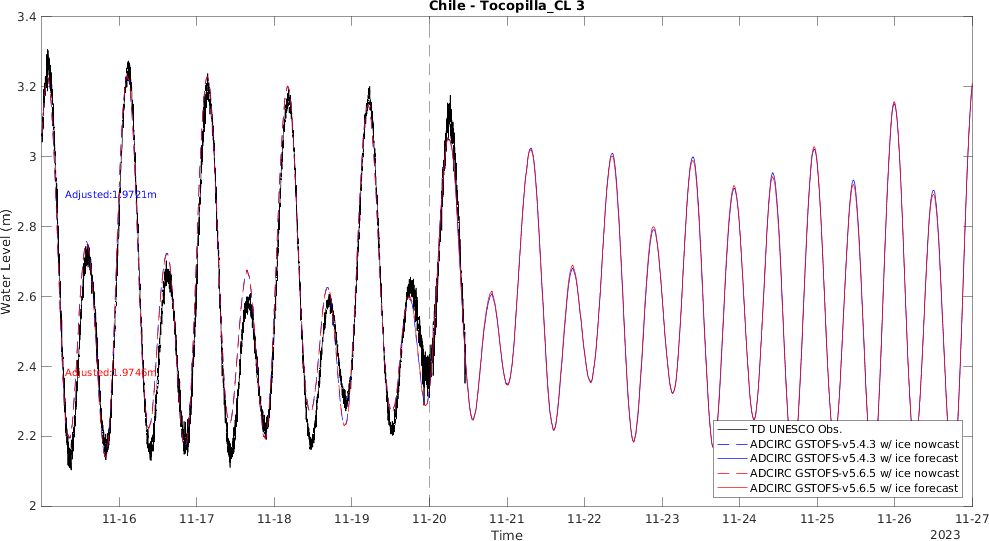 Chile - Tocopilla_CL 3
3.4
3.2
3
2.8
2.6
2.4
2.2
2
Water Level (m)
Adjusted:1.9721m
Adjusted:1.9746m
TD UNESCO Obs.
ADCIRC GSTOFS-v5.4.3 w/ ice nowcast
ADCIRC GSTOFS-v5.4.3 w/ ice forecast
ADCIRC GSTOFS-v5.6.5 w/ ice nowcast
ADCIRC GSTOFS-v5.6.5 w/ ice forecast
11-16 11-17 11-18 11-19 11-20 11-21 11-22 11-23 11-24 11-25 11-26 11-27
Time
2023